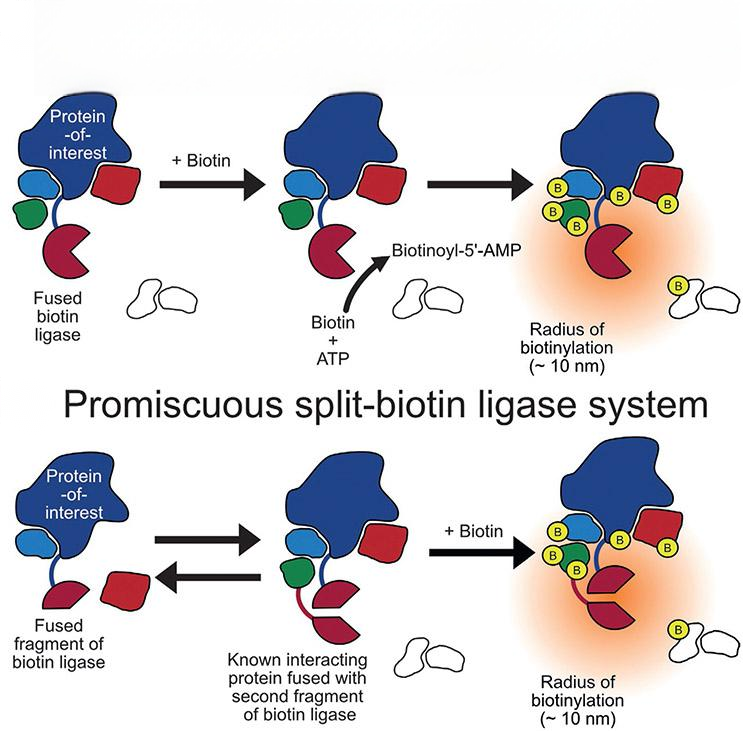 Protein
-of-
interest
+ Biotin
B
B
B
B
B
B
Biotinoyl-5'-AMP
Fused
biotin
ligase
Biotin
+
ATP
Radius of
biotinylation
(~ 10 nm)
Promiscuous split-biotin ligase system
Protein
-of-
interest
+ Biotin
B
B
B
B
B
B
Fused
fragment of
biotin ligase
Known interacting
protein fused with
second fragment
of biotin ligase
Radius of
biotinylation
(~ 10 nm)